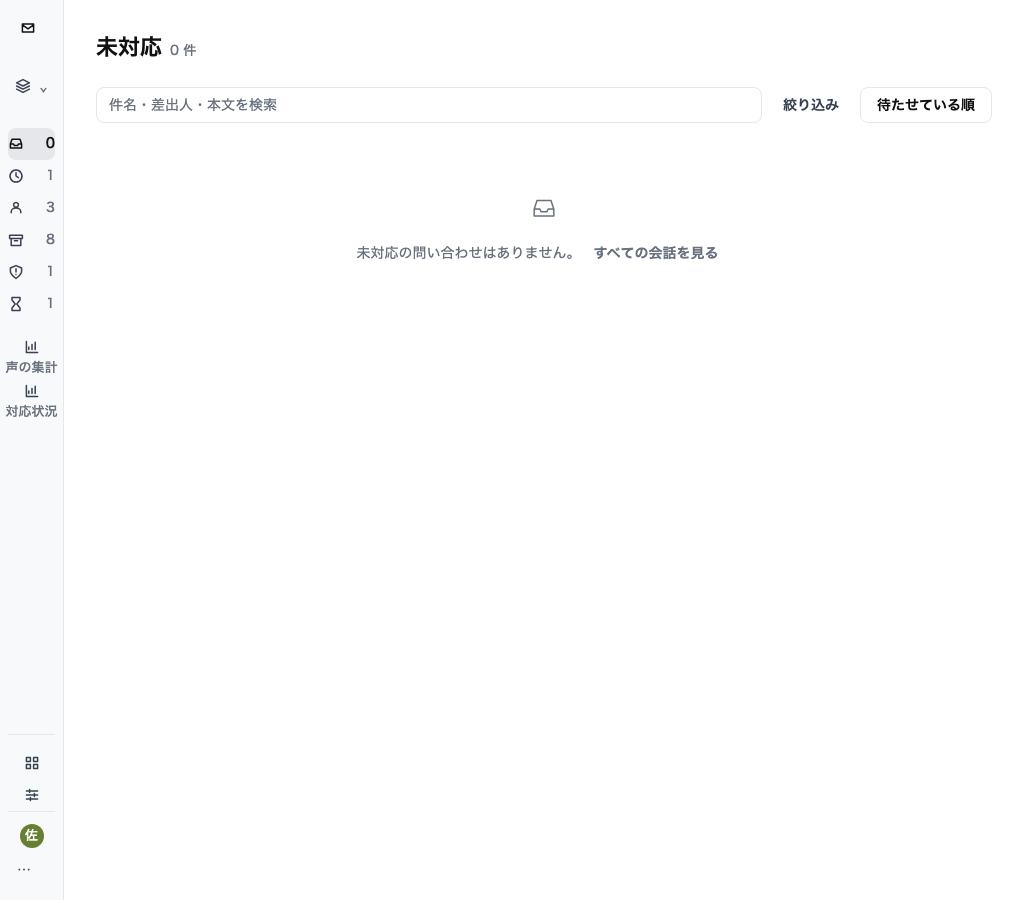 未対応 0 件
件名・差出人・本文を検索
絞り込み
待たせている順
0
1
3
8
1
1
声の集計
対応状況
未対応の問い合わせはありません。 すべての会話を見る
佐
…